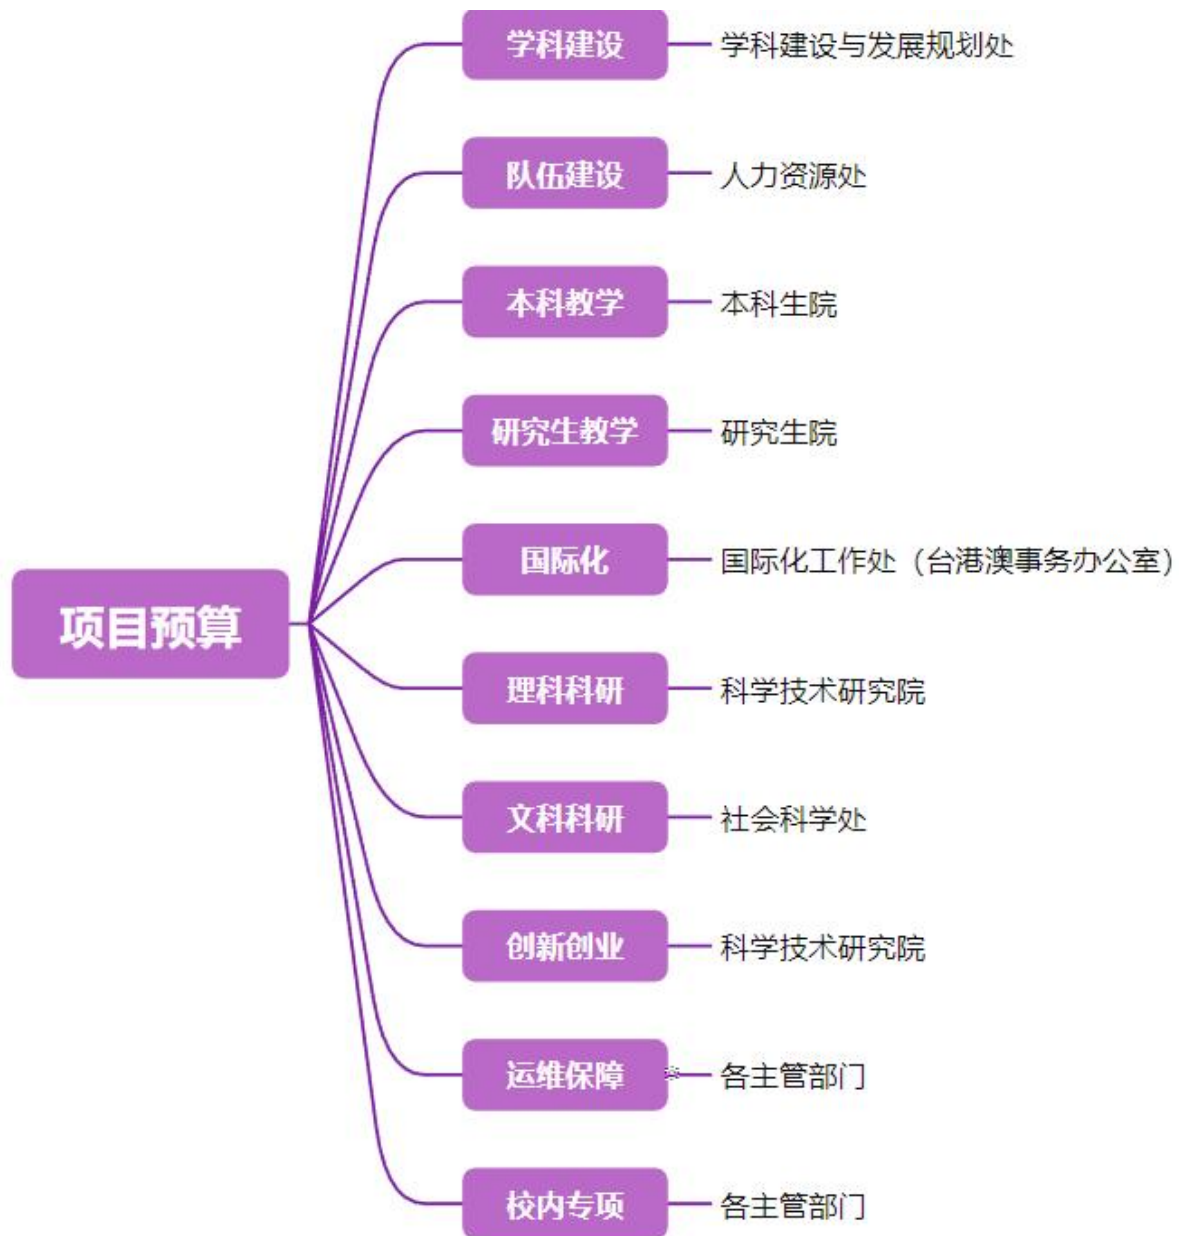 学科建设 学科建设与发展规划处
队伍建设 人力资源处
本科教学 本科生院
研究生教学 研究生院
国际化 国际化工作处（台港澳事务办公室）
项目预算
理科科研 科学技术研究院
文科科研 社会科学处
创新创业 科学技术研究院
运维保障 各主管部门
校内专项 各主管部门